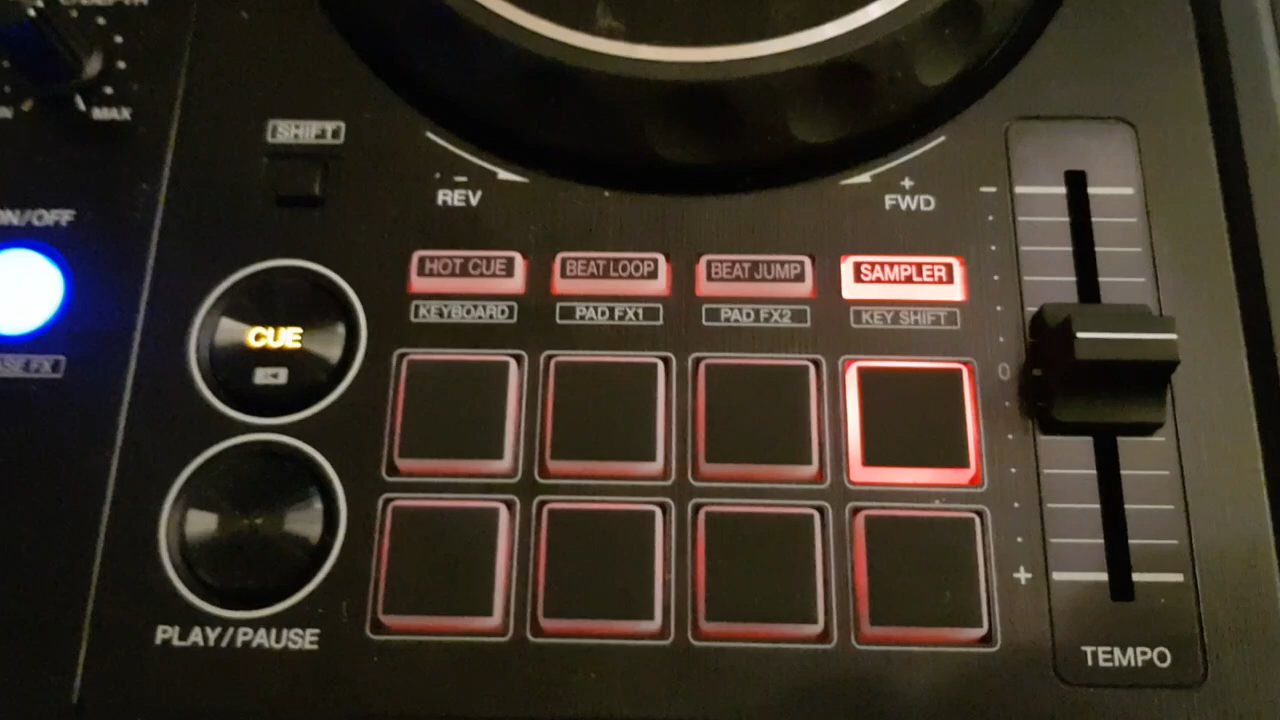 MAX
SHIFT
ON/OFF
− REV
+ FWD
−
HOT CUE
BEAT LOOP
BEAT JUMP
SAMPLER
KEYBOARD
PAD FX1
PAD FX2
KEY SHIFT
CUE
0
+
PLAY/PAUSE
TEMPO